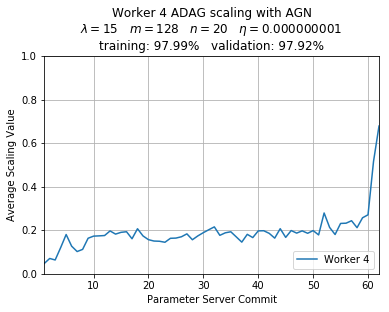 Worker 4 ADAG scaling with AGN
λ = 15 m = 128 n = 20 η = 0.000000001
training: 97.99% validation: 97.92%
Average Scaling Value
1.0
0.8
0.6
0.4
0.2
0.0
Worker 4
10 20 30 40 50 60
Parameter Server Commit